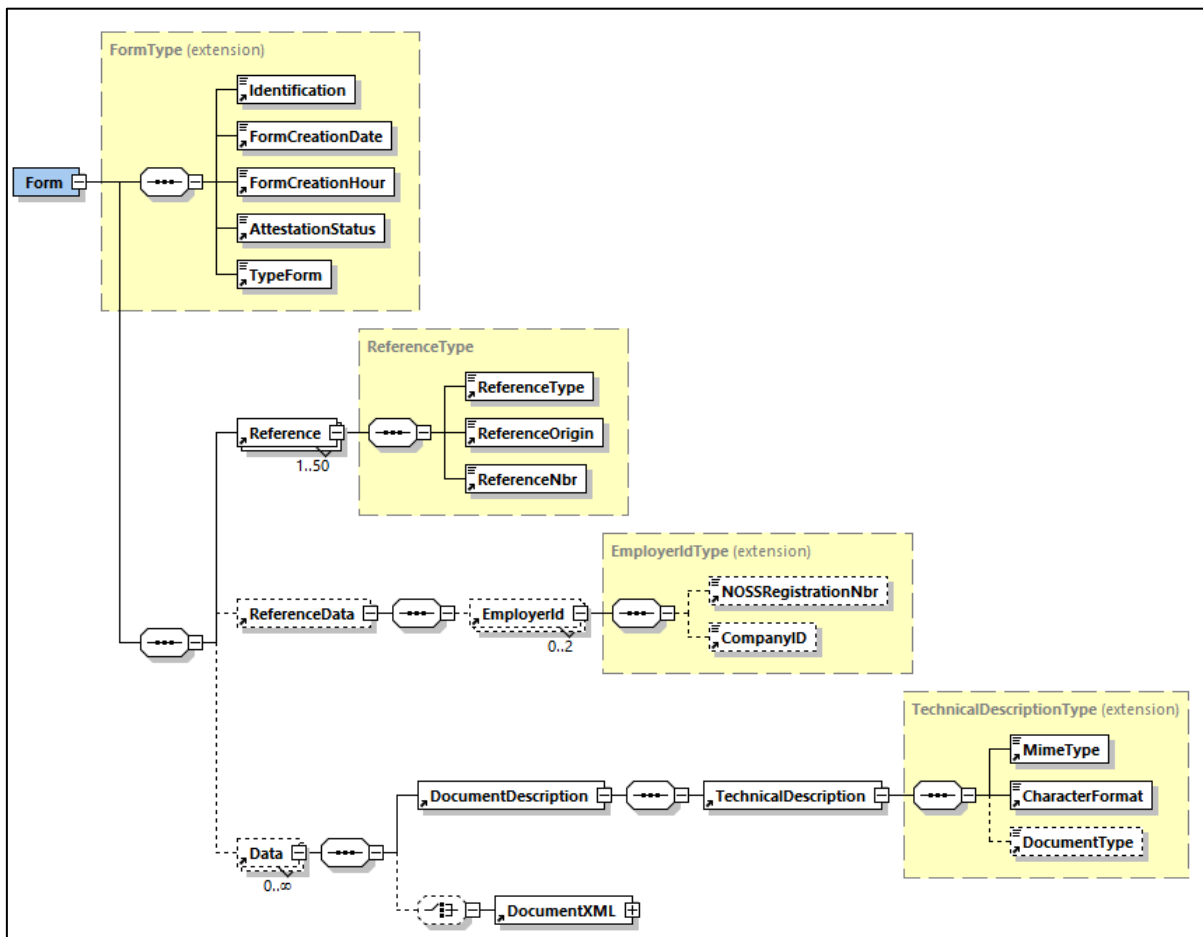 FormType (extension)
Identification
FormCreationDate
Form
FormCreationHour
AttestationStatus
TypeForm
ReferenceType
ReferenceType
Reference
ReferenceOrigin
1..50
ReferenceNbr
EmployerIdType (extension)
NOSSRegistrationNbr
ReferenceData
EmployerId
CompanyID
0..2
TechnicalDescriptionType (extension)
MimeType
DocumentDescription
TechnicalDescription
CharacterFormat
DocumentType
Data
0..∞
DocumentXML